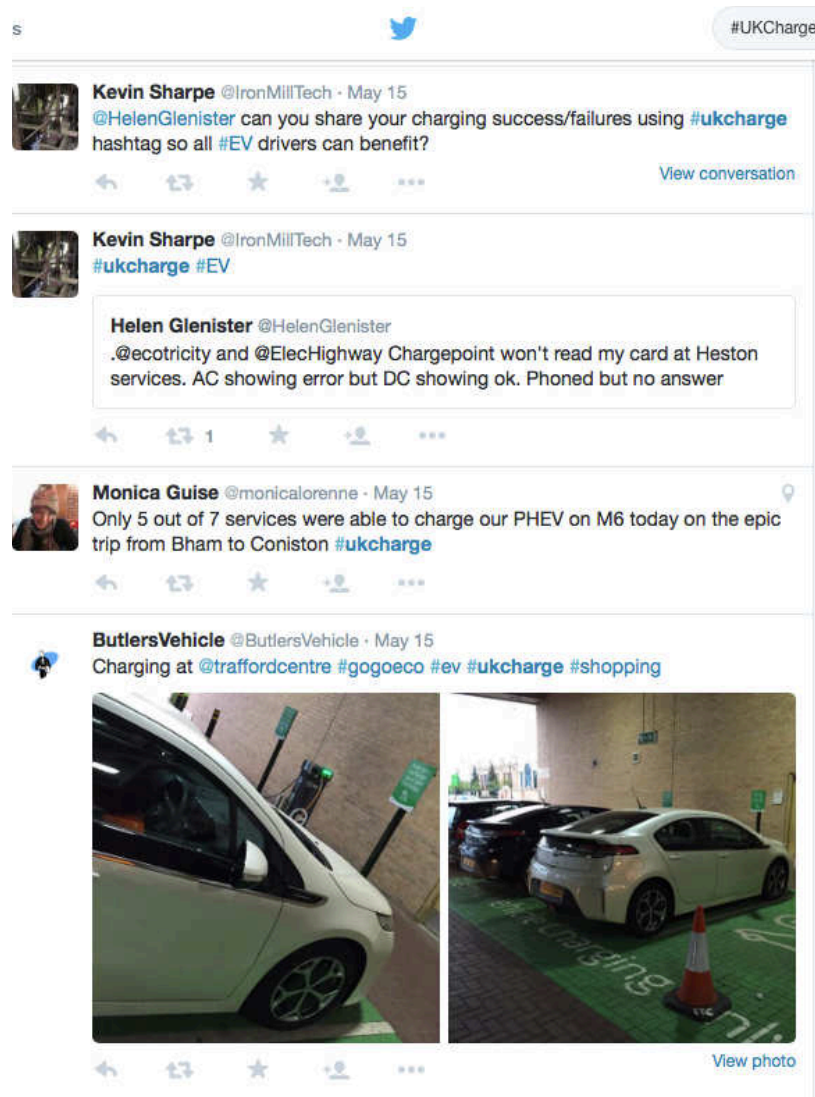 s
#UKCharge
Kevin Sharpe @IronMillTech · May 15
@HelenGlenister can you share your charging success/failures using #ukcharge
hashtag so all #EV drivers can benefit?
View conversation
Kevin Sharpe @IronMillTech · May 15
#ukcharge #EV
Helen Glenister @HelenGlenister
.@ecotricity and @ElecHighway Chargepoint won't read my card at Heston
services. AC showing error but DC showing ok. Phoned but no answer
1
Monica Guise @monicalorenne · May 15
Only 5 out of 7 services were able to charge our PHEV on M6 today on the epic
trip from Bham to Coniston #ukcharge
ButlersVehicle @ButlersVehicle · May 15
Charging at @traffordcentre #gogoeco #ev #ukcharge #shopping
charging
View photo